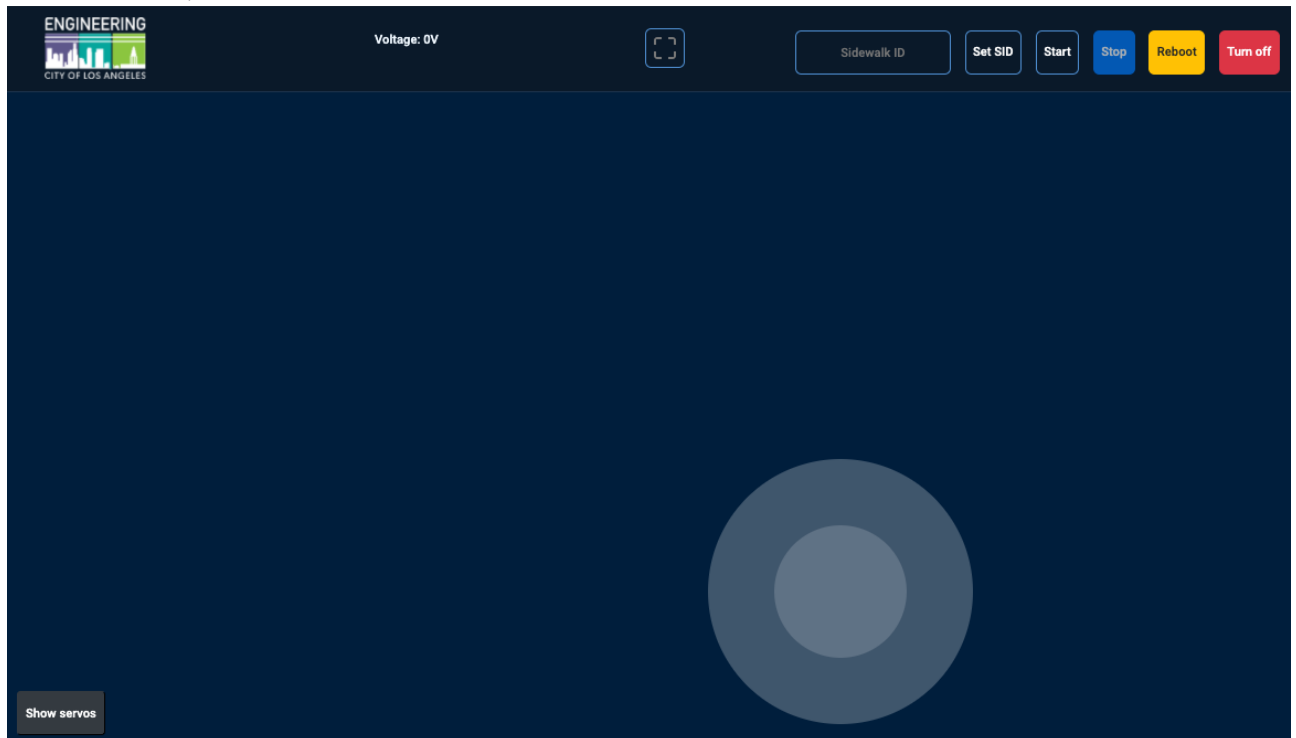 ENGINEERING
CITY OF LOS ANGELES
Voltage: 0V
Sidewalk ID
Set SID
Start
Stop
Reboot
Turn off
Show servos